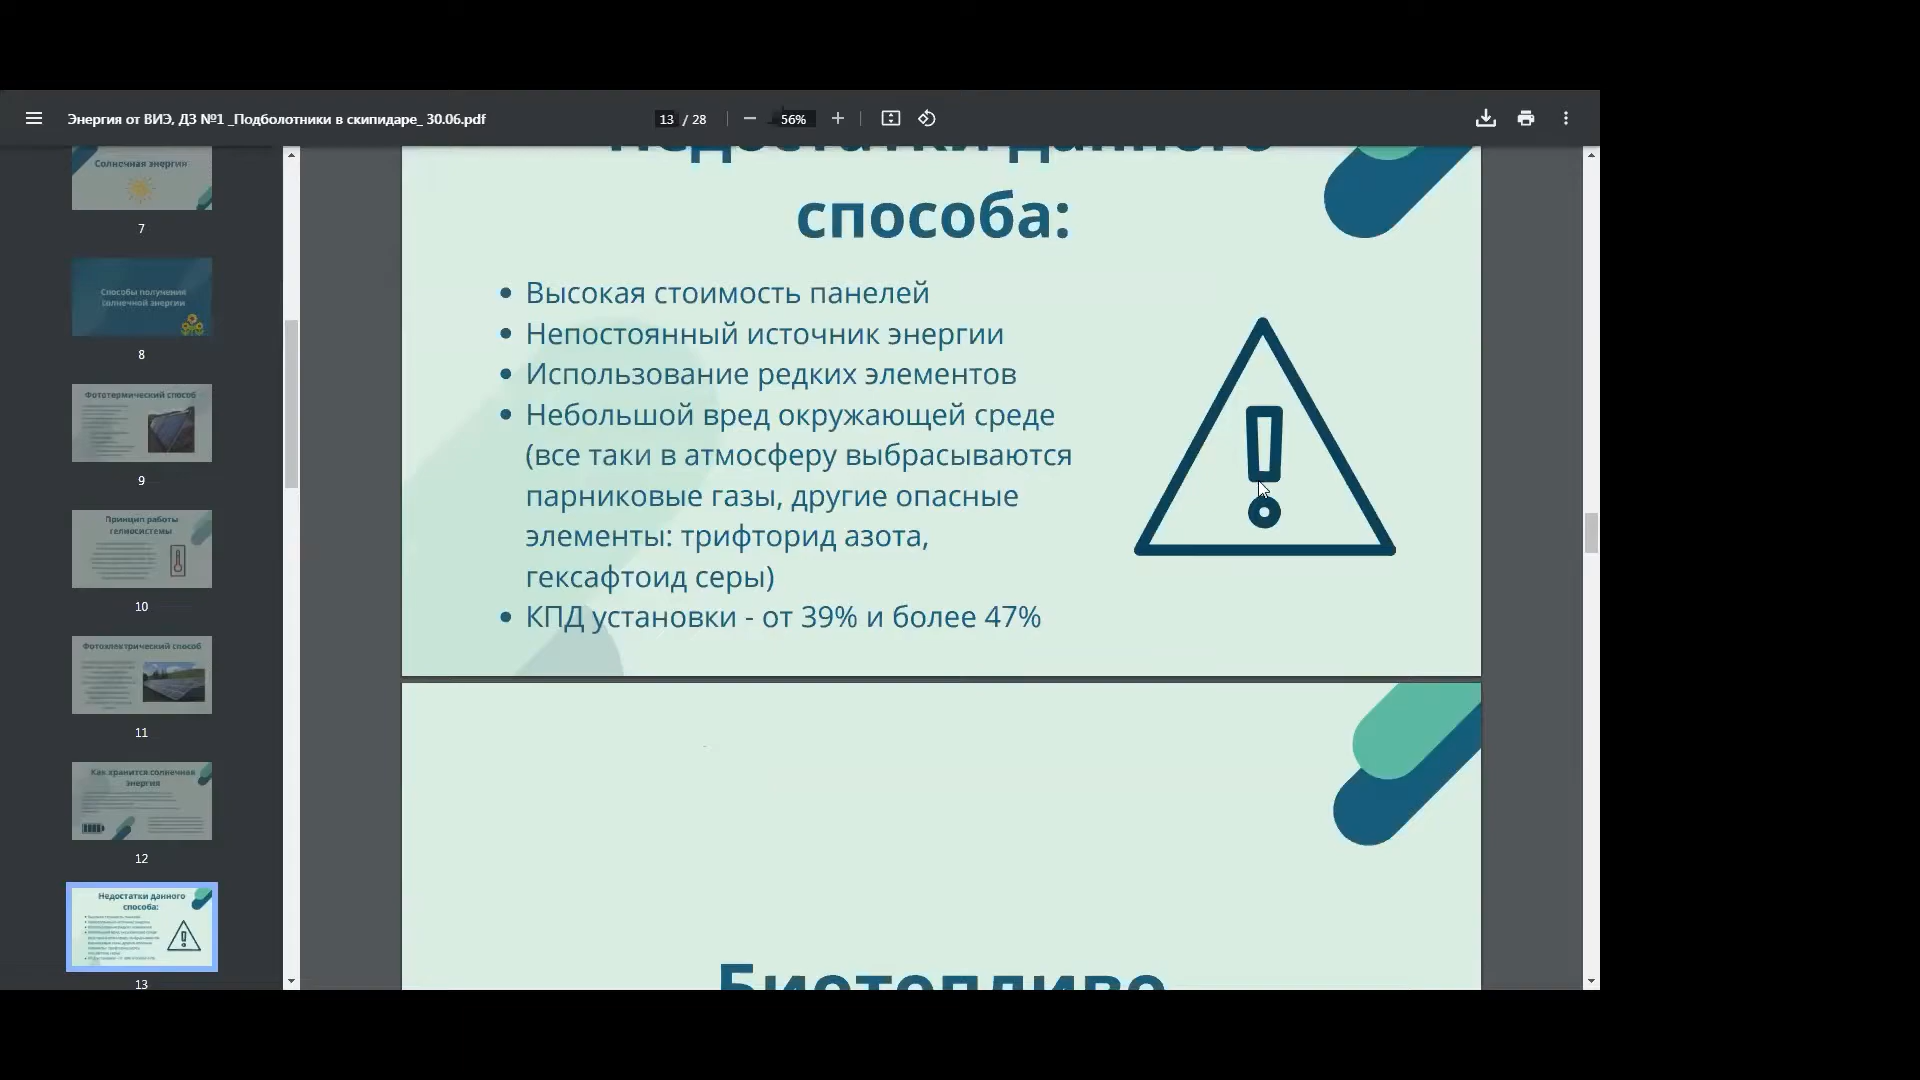 Энергия от ВИЭ, ДЗ №1 _Подболотники в скипидаре_ 30.06.pdf
13 / 28
56%
Солнечная энергия
7
Способы получения
солнечной энергии
8
Фототермический способ
9
Принцип работы
гелиосистемы
10
Фотоэлектрический способ
11
Как хранится солнечная
энергия
12
Недостатки данного
способа:
13
Недостатки данного
способа:
Высокая стоимость панелей
Непостоянный источник энергии
Использование редких элементов
Небольшой вред окружающей среде
(все таки в атмосферу выбрасываются
парниковые газы, другие опасные
элементы: трифторид азота,
гексафтоид серы)
КПД установки - от 39% и более 47%
Биотопливо